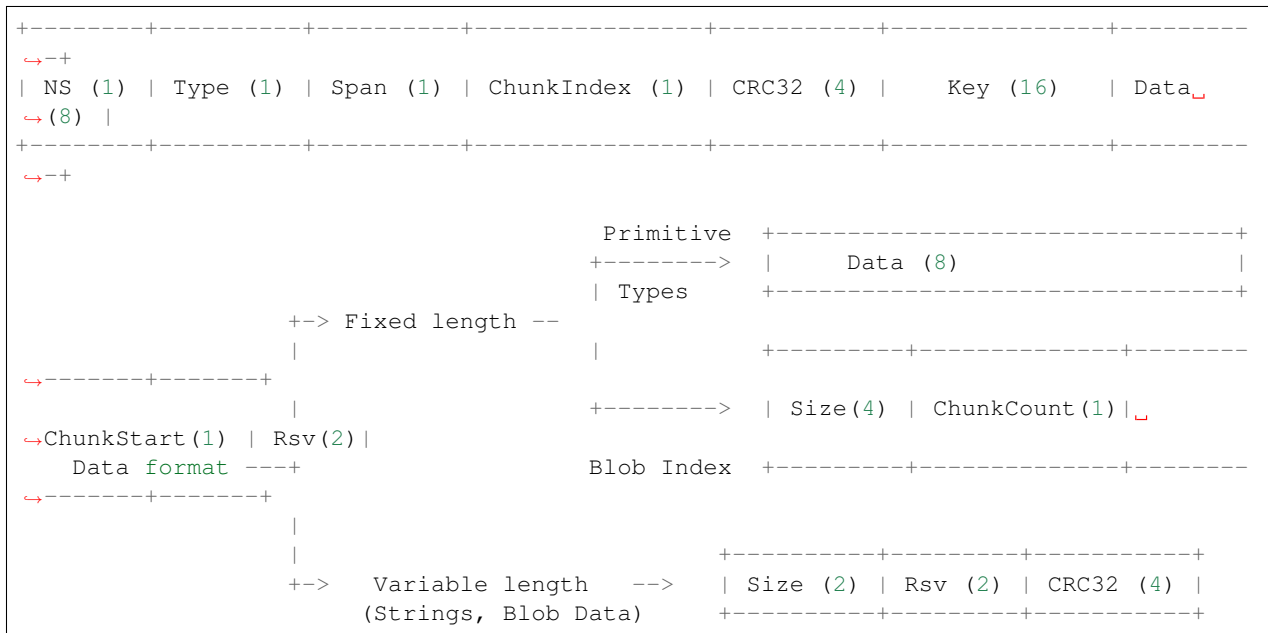 +--------+----------+----------+----------------+-----------+---------------+---------
↪-+
| NS (1) | Type (1) | Span (1) | ChunkIndex (1) | CRC32 (4) |    Key (16)   | Data␣
↪(8) |
+--------+----------+----------+----------------+-----------+---------------+---------
↪-+

                                         Primitive  +--------------------------------+
                                        +-------->  |     Data (8)                   |
                                        | Types     +--------------------------------+
                   +-> Fixed length --
                   |                    |           +---------+--------------+--------
↪-------+-------+
                   |                    +-------->  | Size(4) | ChunkCount(1)|␣
↪ChunkStart(1) | Rsv(2)|
    Data format ---+                    Blob Index  +---------+--------------+--------
↪-------+-------+
                   |
                   |                             +----------+---------+-----------+
                   +->   Variable length   -->   | Size (2) | Rsv (2) | CRC32 (4) |
                        (Strings, Blob Data)     +----------+---------+-----------+